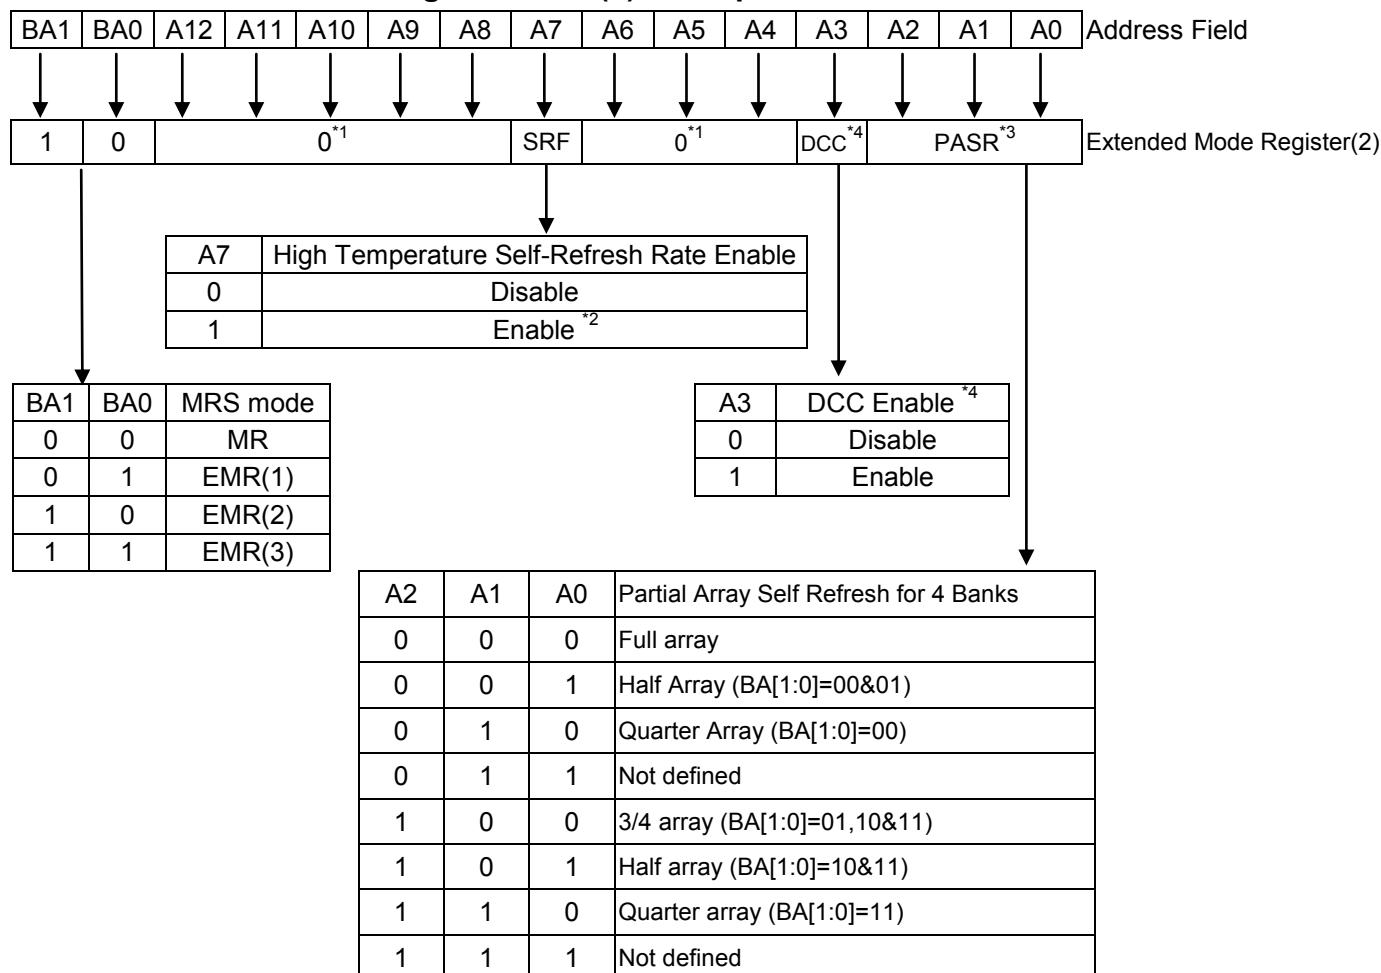 BA1 BA0 A12 A11 A10 A9 A8 A7 A6 A5 A4 A3 A2 A1 A0 Address Field
1 0 0*1 SRF 0*1 DCC*4 PASR*3 Extended Mode Register(2)
A7 High Temperature Self-Refresh Rate Enable
0 Disable
1 Enable *2
BA1 BA0 MRS mode
0 0 MR
0 1 EMR(1)
1 0 EMR(2)
1 1 EMR(3)
A3 DCC Enable *4
0 Disable
1 Enable
A2 A1 A0 Partial Array Self Refresh for 4 Banks
0 0 0 Full array
0 0 1 Half Array (BA[1:0]=00&01)
0 1 0 Quarter Array (BA[1:0]=00)
0 1 1 Not defined
1 0 0 3/4 array (BA[1:0]=01,10&11)
1 0 1 Half array (BA[1:0]=10&11)
1 1 0 Quarter array (BA[1:0]=11)
1 1 1 Not defined